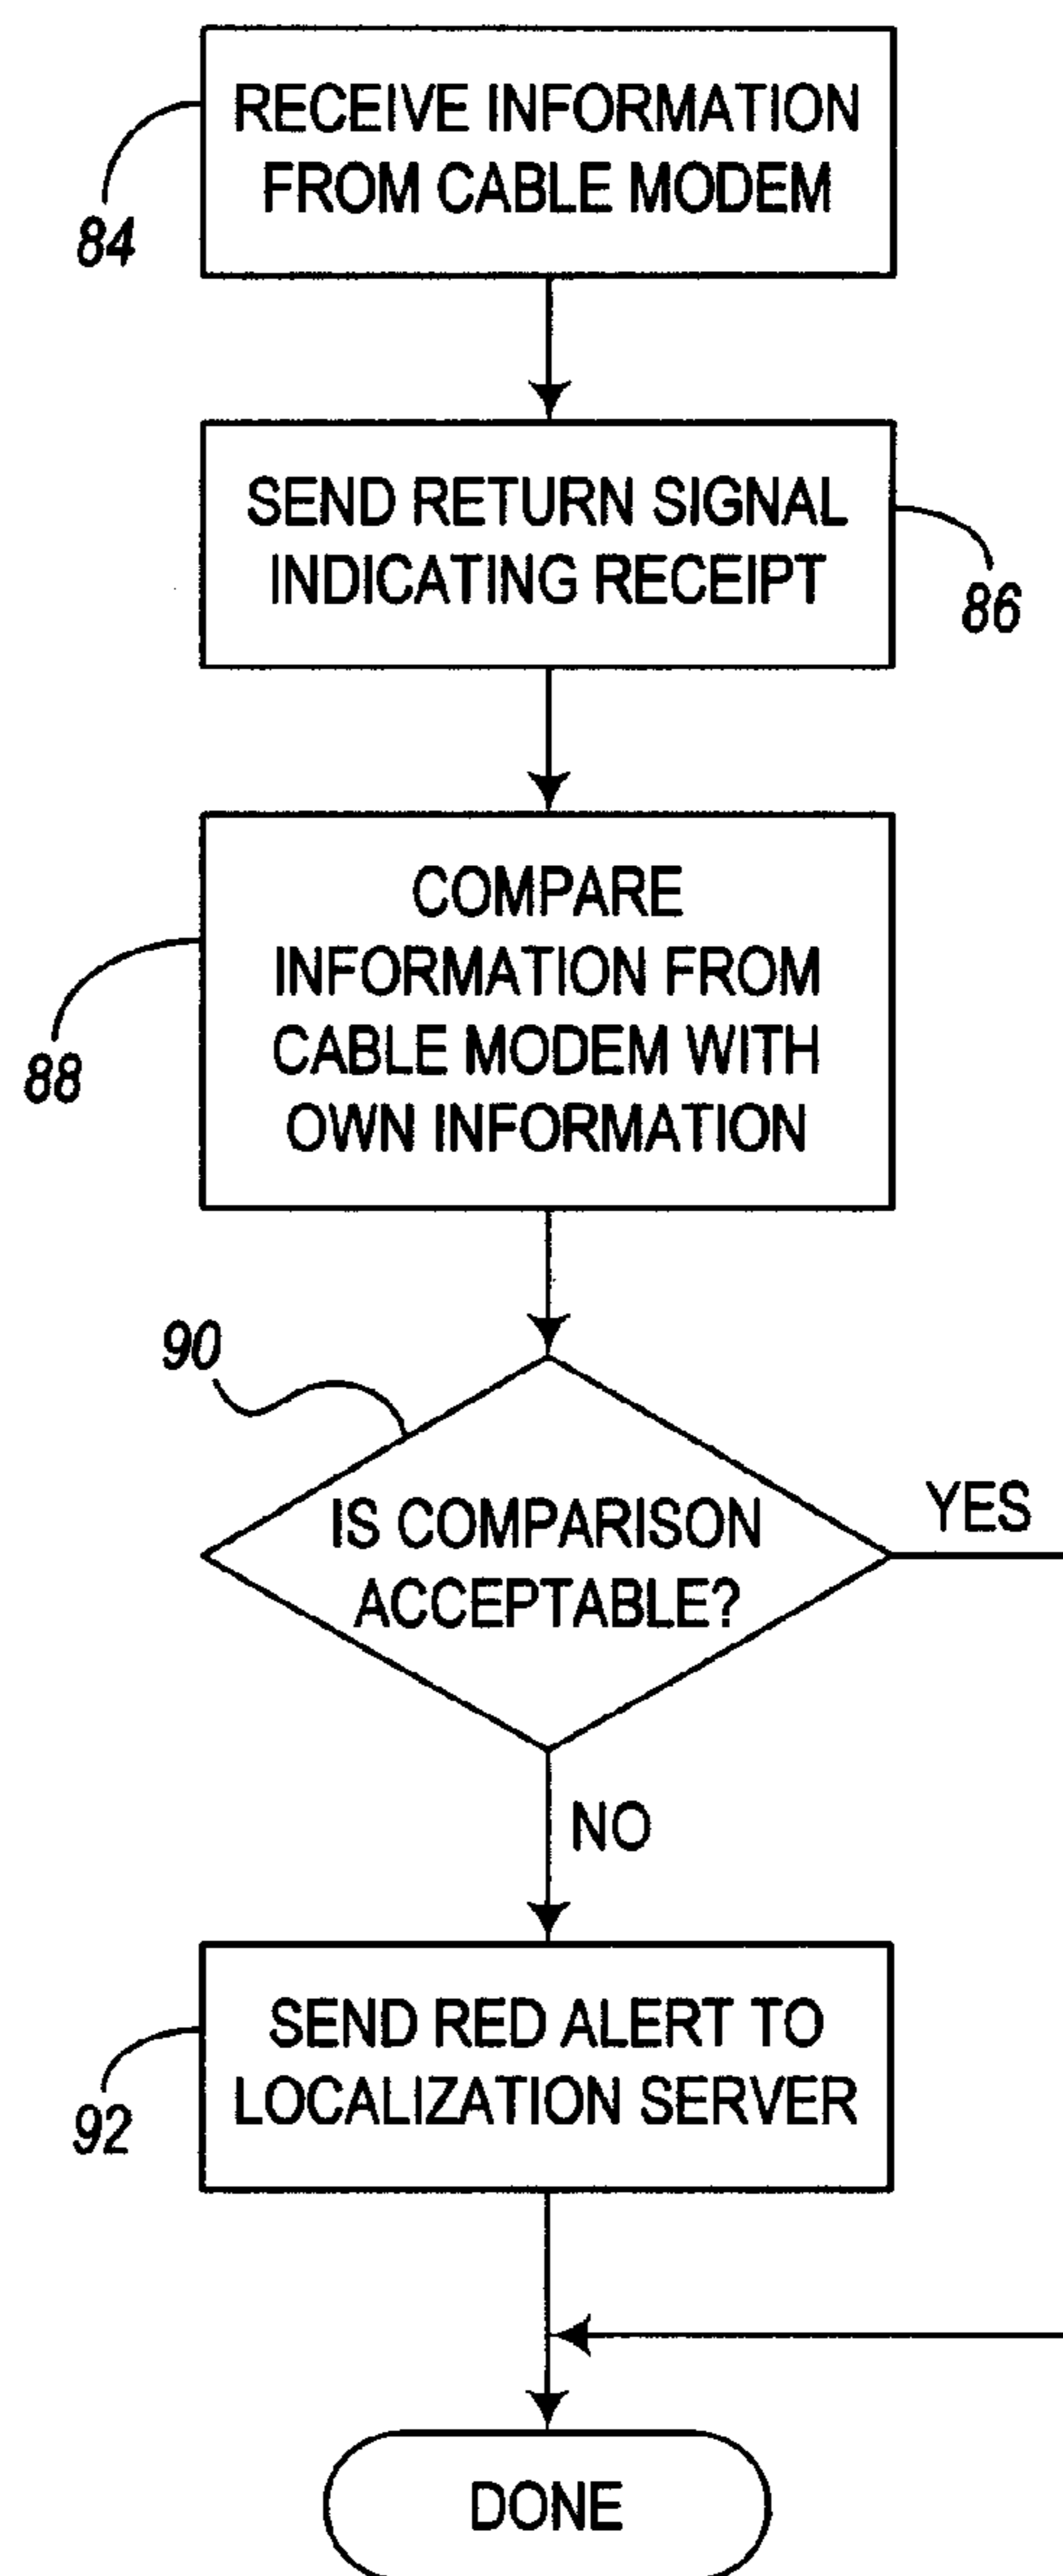 RECEIVE INFORMATION
FROM CABLE MODEM
84
SEND RETURN SIGNAL
INDICATING RECEIPT
86
COMPARE
INFORMATION FROM
CABLE MODEM WITH
OWN INFORMATION
88
90
IS COMPARISON
ACCEPTABLE?
YES
NO
SEND RED ALERT TO
LOCALIZATION SERVER
92
DONE